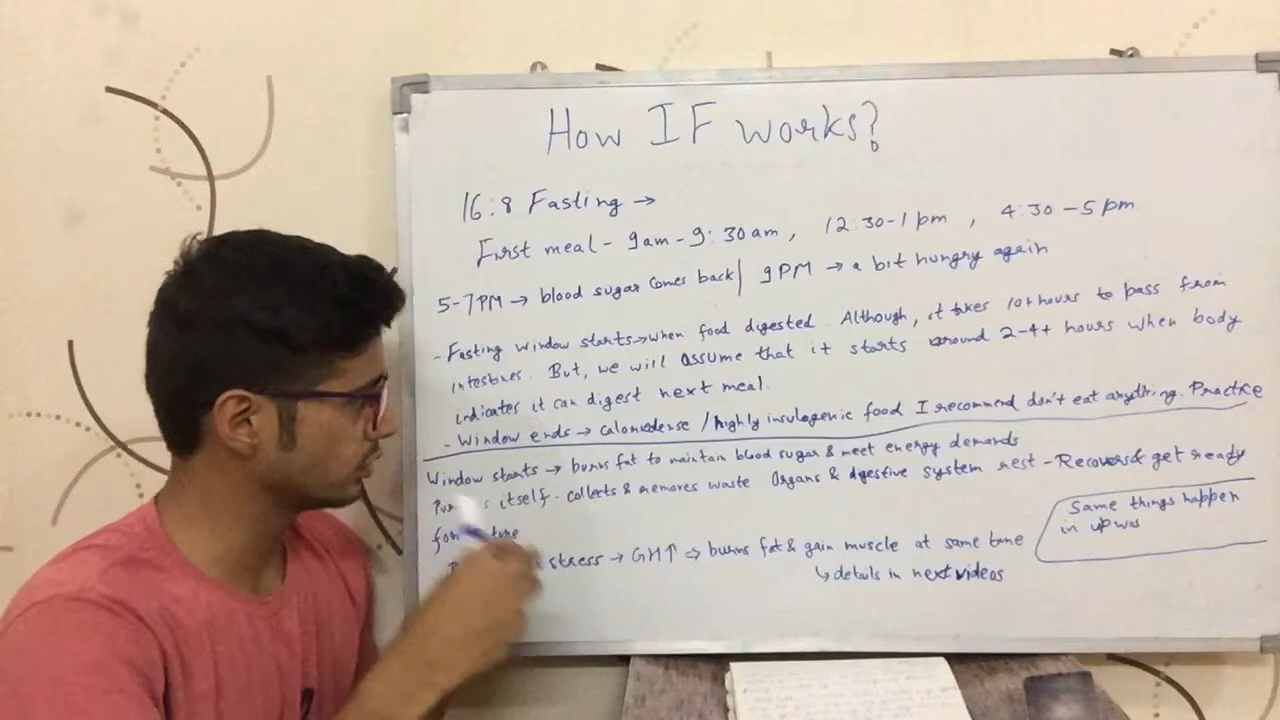 How IF works?
16:8 Fasting →
First meal - 9am - 9:30am, 12:30-1pm, 4:30-5pm
5-7PM → blood sugar comes back| 9PM → a bit hungry again
- Fasting window starts → when food digested. Although, it takes 10+ hours to pass from
intestines. But, we will assume that it starts around 2-4+ hours when body
indicates it can digest next meal.
- Window ends → caloriedense / highly insulogenic food I recommend don't eat anything. Practice
Window starts → burns fat to maintain blood sugar & meet energy demands
itself - collects & removes waste Organs & digestive system rest - Recovers & get ready
for
stress → GH↑ ⇒ burns fat & gain muscle at same time
↳ details in next videos
Same things happen
in upwas